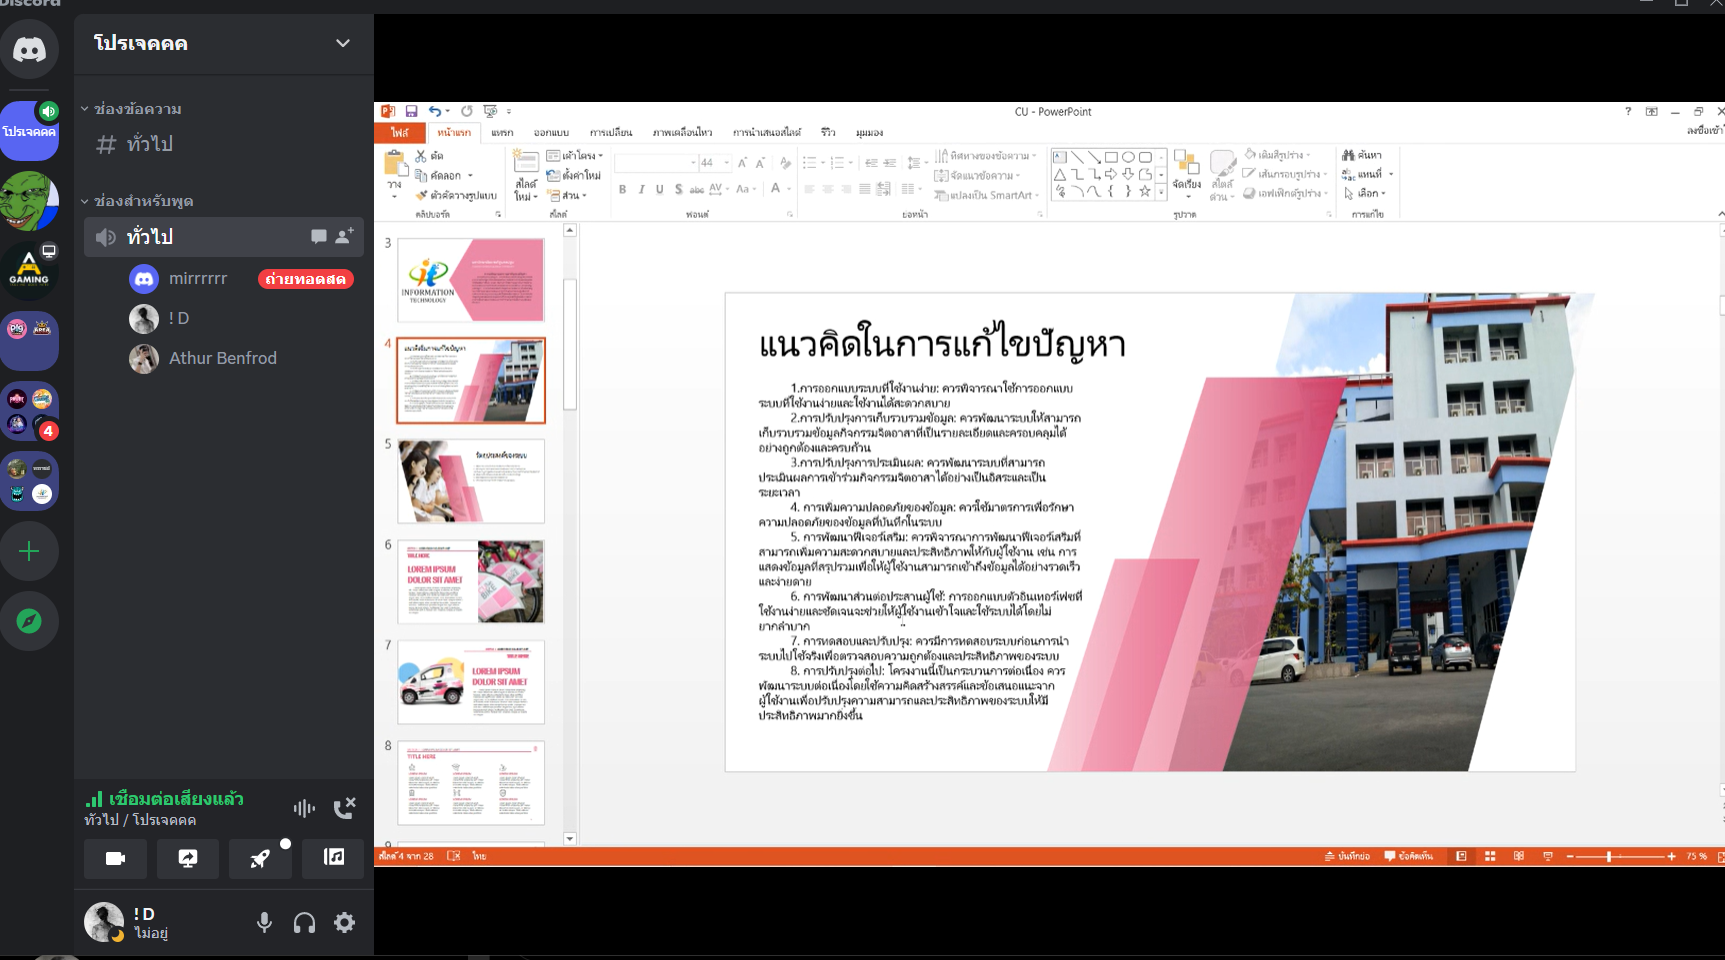 Discord
โปรเจคคค
โปรเจคคค
ช่องข้อความ
# ทั่วไป
ช่องสำหรับพูด
ทั่วไป
mirrrrrr ถ่ายทอดสด
! D
Athur Benfrod
GAMING
4
เชื่อมต่อเสียงแล้ว
ทั่วไป / โปรเจคคค
! D
ไม่อยู่
CU - PowerPoint
ไฟล์ หน้าแรก แทรก ออกแบบ การเปลี่ยน ภาพเคลื่อนไหว การนำเสนอสไลด์ รีวิว มุมมอง
ลงชื่อเข้าใ
วาง
ตัด
คัดลอก
ตัวคัดวางรูปแบบ
คลิปบอร์ด
สไลด์
ใหม่
เค้าโครง
ตั้งค่าใหม่
ส่วน
สไลด์
44
B I U S abc AV Aa A
ฟอนต์
ทิศทางของข้อความ
จัดแนวข้อความ
แปลงเป็น SmartArt
ย่อหน้า
จัดเรียง
สไตล์
ด่วน
เติมสีรูปร่าง
เส้นกรอบรูปร่าง
เอฟเฟ็กต์รูปร่าง
รูปวาด
ค้นหา
แทนที่
เลือก
การแก้ไข
3
INFORMATION
TECHNOLOGY
4
แนวคิดในการแก้ไขปัญหา
5
วัตถุประสงค์ของระบบ
6
TITLE HERE
LOREM IPSUM
DOLOR SIT AMET
7
LOREM IPSUM
DOLOR SIT AMET
8
TITLE HERE
9
แนวคิดในการแก้ไขปัญหา
1.การออกแบบระบบที่ใช้งานง่าย: ควรพิจารณาใช้การออกแบบ
ระบบที่ใช้งานง่ายและใช้งานได้สะดวกสบาย
2.การปรับปรุงการเก็บรวบรวมข้อมูล: ควรพัฒนาระบบให้สามารถ
เก็บรวบรวมข้อมูลกิจกรรมจิตอาสาที่เป็นรายละเอียดและครอบคลุมได้
อย่างถูกต้องและครบถ้วน
3.การปรับปรุงการประเมินผล: ควรพัฒนาระบบที่สามารถ
ประเมินผลการเข้าร่วมกิจกรรมจิตอาสาได้อย่างเป็นอิสระและเป็น
ระยะเวลา
4. การเพิ่มความปลอดภัยของข้อมูล: ควรใช้มาตรการเพื่อรักษา
ความปลอดภัยของข้อมูลที่บันทึกในระบบ
5. การพัฒนาฟีเจอร์เสริม: ควรพิจารณาการพัฒนาฟีเจอร์เสริมที่
สามารถเพิ่มความสะดวกสบายและประสิทธิภาพให้กับผู้ใช้งาน เช่น การ
แสดงข้อมูลที่สรุปรวมเพื่อให้ผู้ใช้งานสามารถเข้าถึงข้อมูลได้อย่างรวดเร็ว
และง่ายดาย
6. การพัฒนาส่วนต่อประสานผู้ใช้: การออกแบบตัวอินเทอร์เฟซที่
ใช้งานง่ายและชัดเจนจะช่วยให้ผู้ใช้งานเข้าใจและใช้ระบบได้โดยไม่
ยากลำบาก
7. การทดสอบและปรับปรุง: ควรมีการทดสอบระบบก่อนการนำ
ระบบไปใช้จริงเพื่อตรวจสอบความถูกต้องและประสิทธิภาพของระบบ
8. การปรับปรุงต่อไป: โครงงานนี้เป็นกระบวนการต่อเนื่อง ควร
พัฒนาระบบต่อเนื่องโดยใช้ความคิดสร้างสรรค์และข้อเสนอแนะจาก
ผู้ใช้งานเพื่อปรับปรุงความสามารถและประสิทธิภาพของระบบให้มี
ประสิทธิภาพมากยิ่งขึ้น
สไลด์ 4 จาก 28 ไทย
บันทึกย่อ ข้อคิดเห็น 75 %